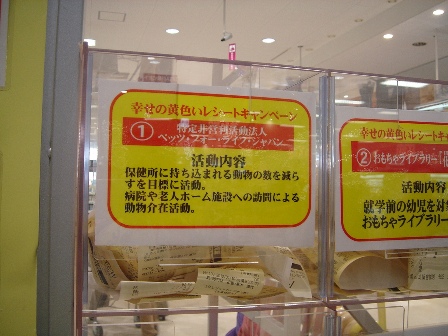 幸せの黄色いレシートキャンペーン
① 特定非営利活動法人
ペッツ・フォー・ライフ・ジャパン
活動内容
保健所に持ち込まれる動物の数を減ら
すを目標に活動。
病院や老人ホーム施設への訪問による
動物介在活動。
幸せの黄色いレシートキャ
② おもちゃライブラリー
活動内容
就学前の幼児を対
おもちゃライブラリー